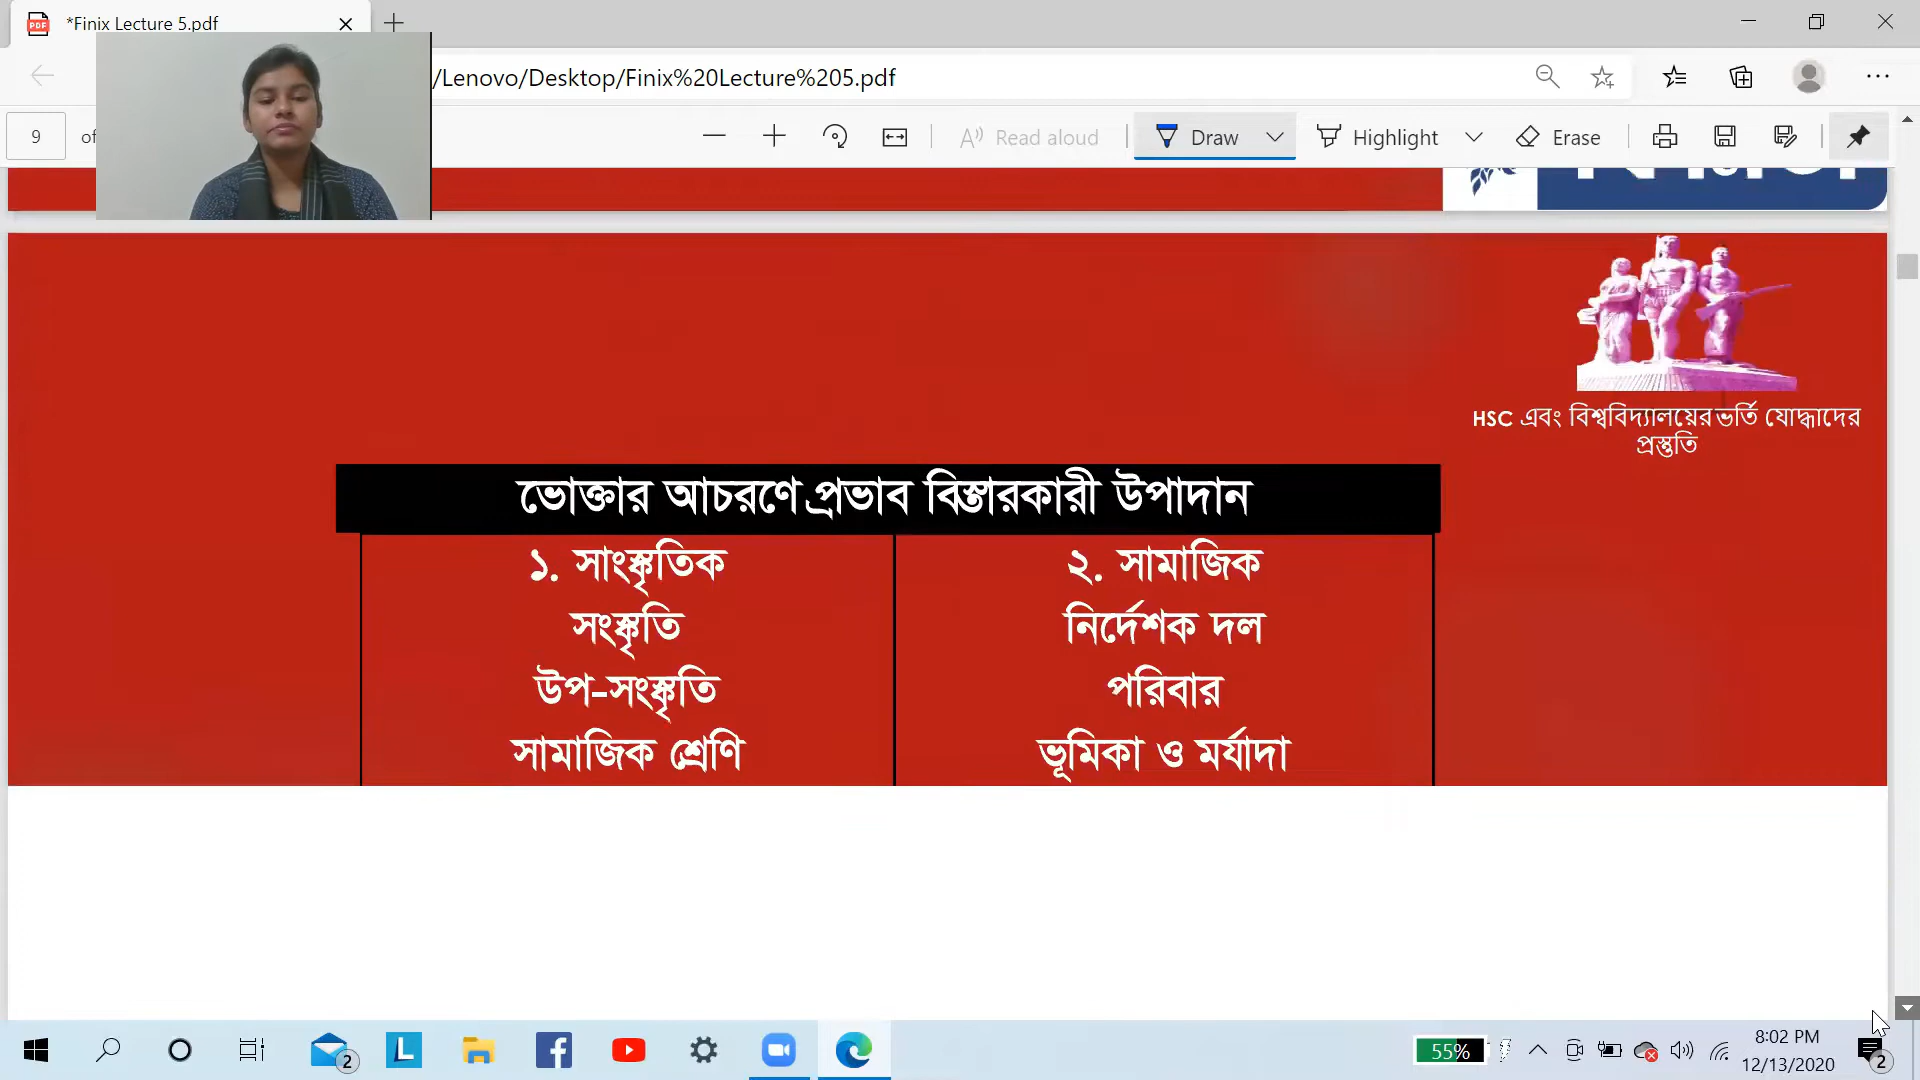 *Finix Lecture 5.pdf
/Lenovo/Desktop/Finix%20Lecture%205.pdf
9 of
Read aloud
Draw
Highlight
Erase
HSC এবং বিশ্ববিদ্যালয়ের ভর্তি যোদ্ধাদের
প্রস্তুতি
ভোক্তার আচরণে প্রভাব বিস্তারকারী উপাদান
১. সাংস্কৃতিক
সংস্কৃতি
উপ-সংস্কৃতি
সামাজিক শ্রেণি
২. সামাজিক
নির্দেশক দল
পরিবার
ভূমিকা ও মর্যাদা
2
55%
8:02 PM
12/13/2020
2